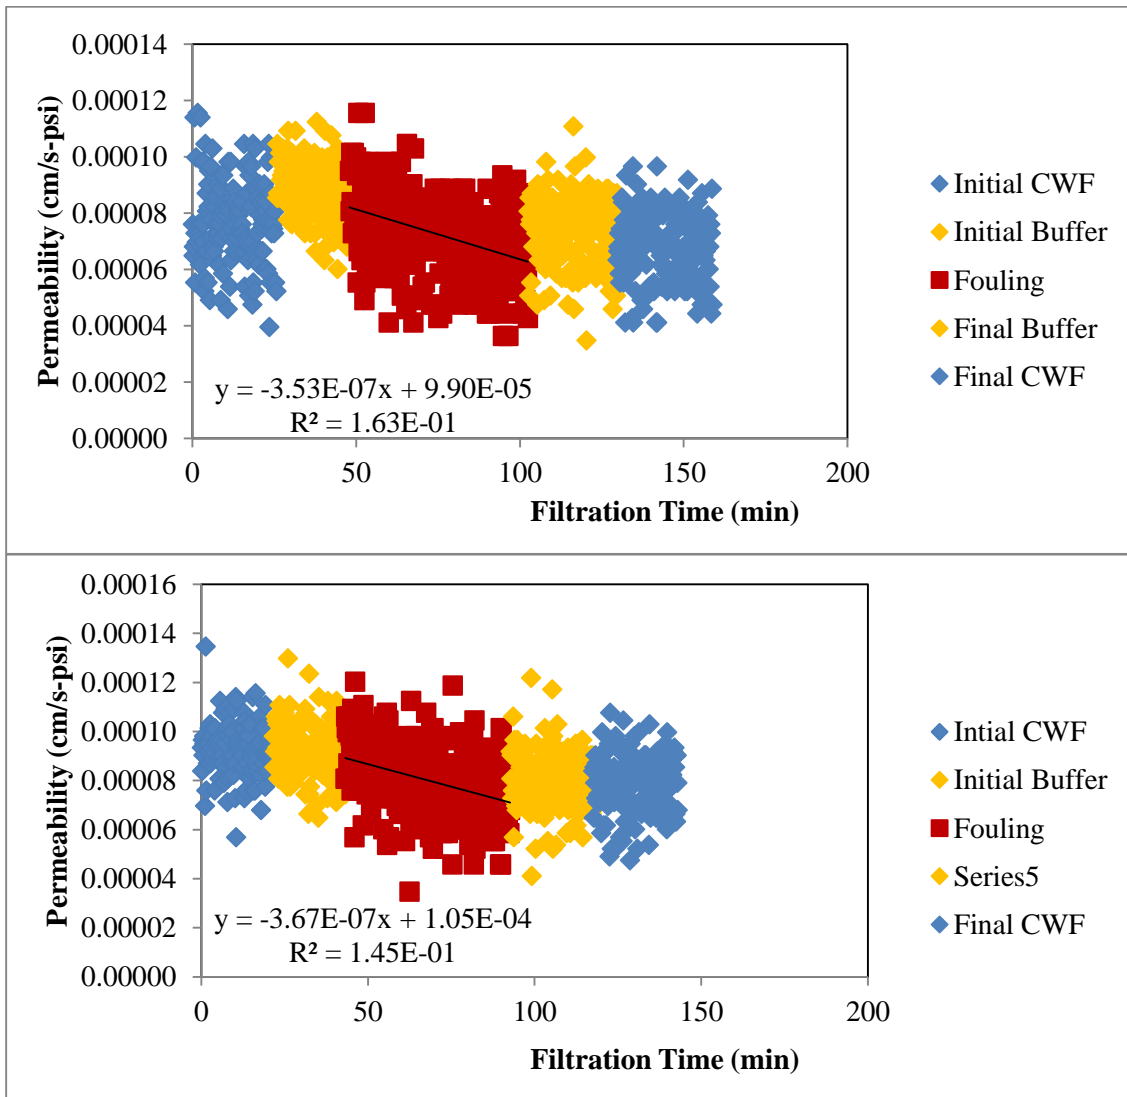 0.00014
0.00012
0.00010
0.00008
0.00006
0.00004
0.00002
0.00000
Permeability (cm/s-psi)
y = -3.53E-07x + 9.90E-05
R² = 1.63E-01
0 50 100 150 200
Filtration Time (min)
Initial CWF
Initial Buffer
Fouling
Final Buffer
Final CWF
0.00016
0.00014
0.00012
0.00010
0.00008
0.00006
0.00004
0.00002
0.00000
Permeability (cm/s-psi)
y = -3.67E-07x + 1.05E-04
R² = 1.45E-01
0 50 100 150 200
Filtration Time (min)
Intial CWF
Initial Buffer
Fouling
Series5
Final CWF